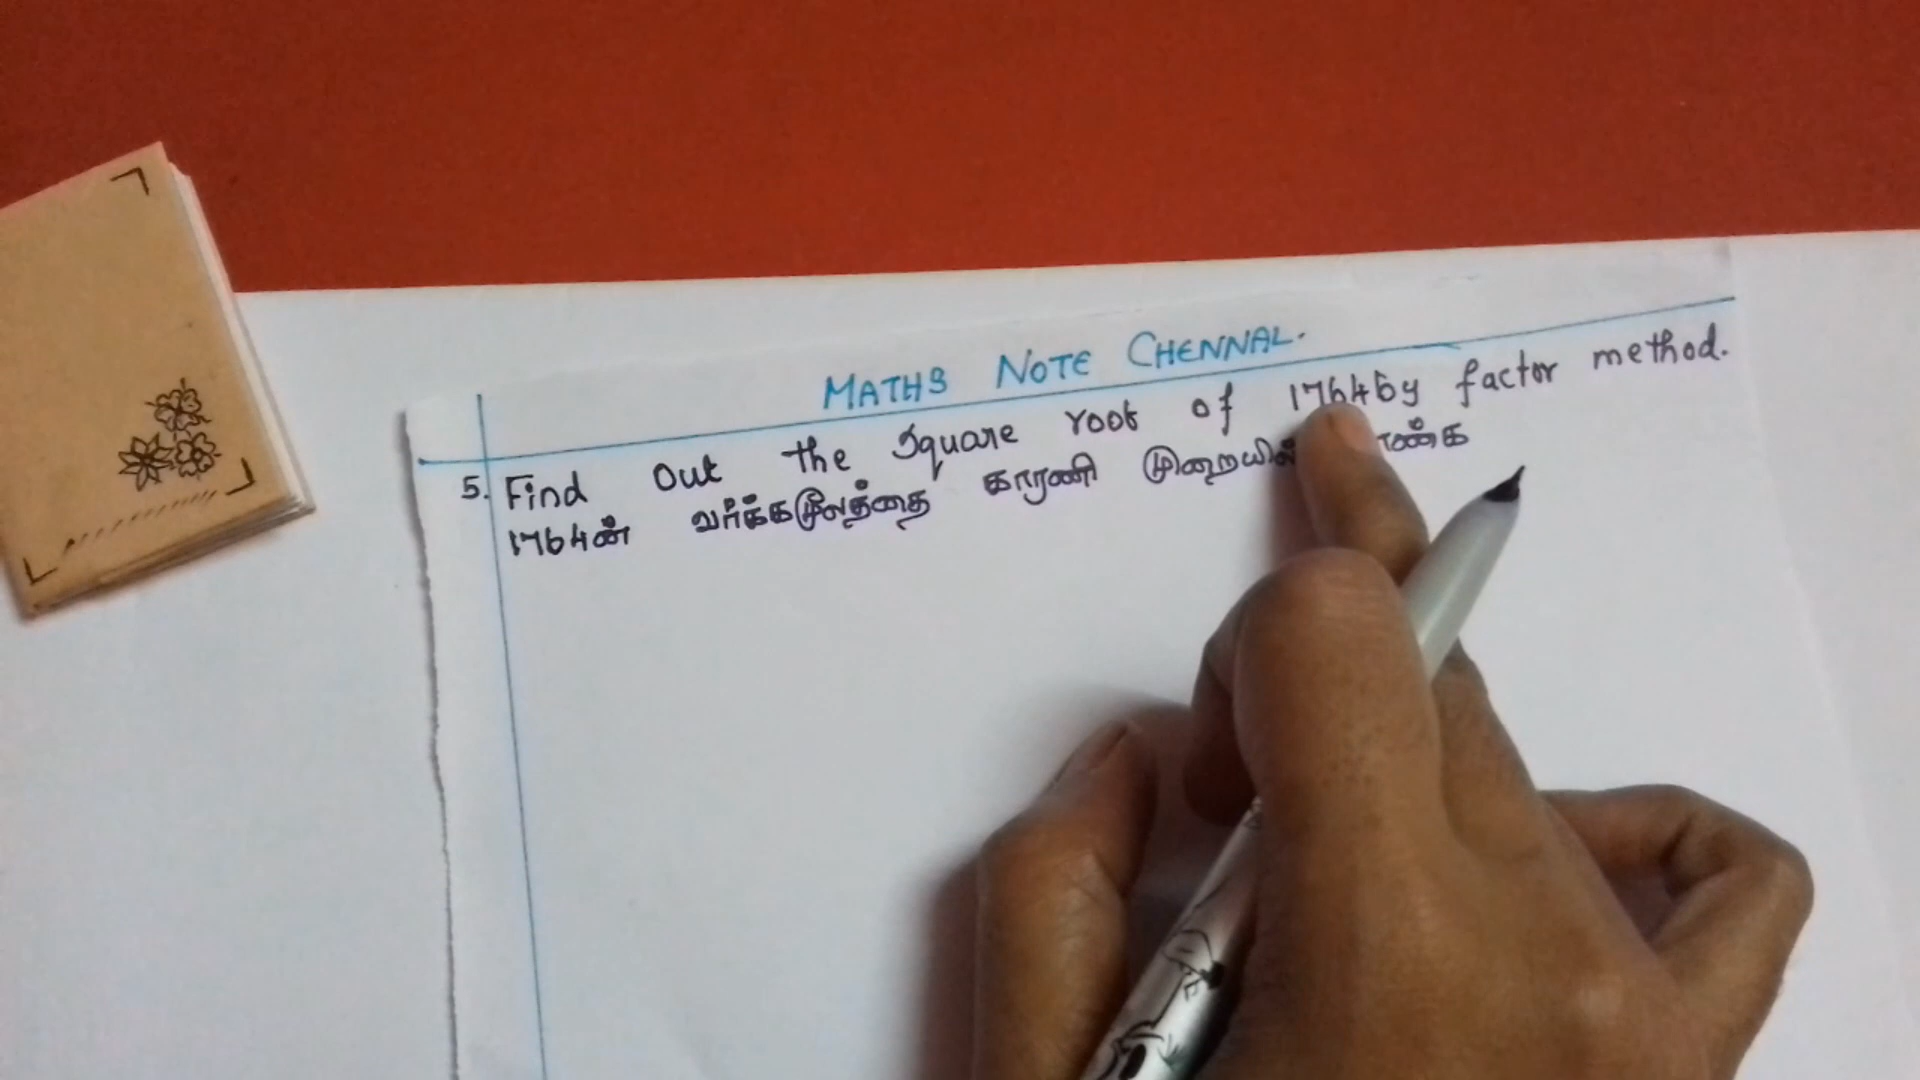 MATHS NOTE CHENNAI.
5. Find out the square root of 1764 by factor method.
1764ன் வர்க்கமூலத்தை காரணி முறையில்